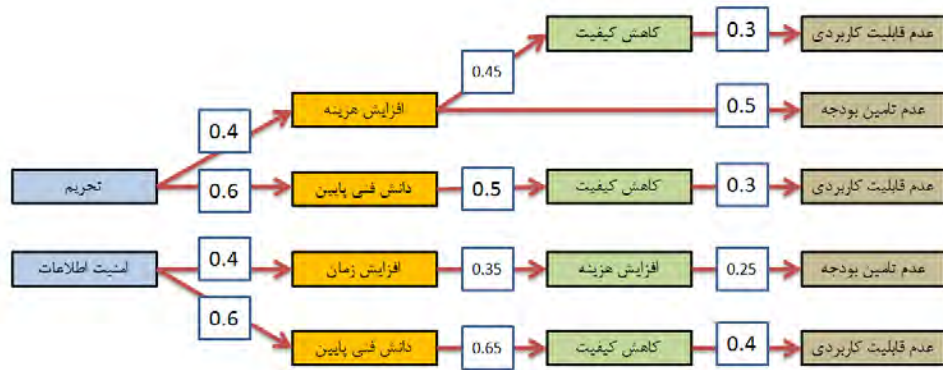 کاهش کیفیت 0.3 عدم قابلیت کاربردی
0.45
افزایش هزینه 0.5 عدم تامین بودجه
0.4
تحریم 0.6 دانش فنی پایین 0.5 کاهش کیفیت 0.3 عدم قابلیت کاربردی
امنیت اطلاعات 0.4 افزایش زمان 0.35 افزایش هزینه 0.25 عدم تامین بودجه
0.6
دانش فنی پایین 0.65 کاهش کیفیت 0.4 عدم قابلیت کاربردی